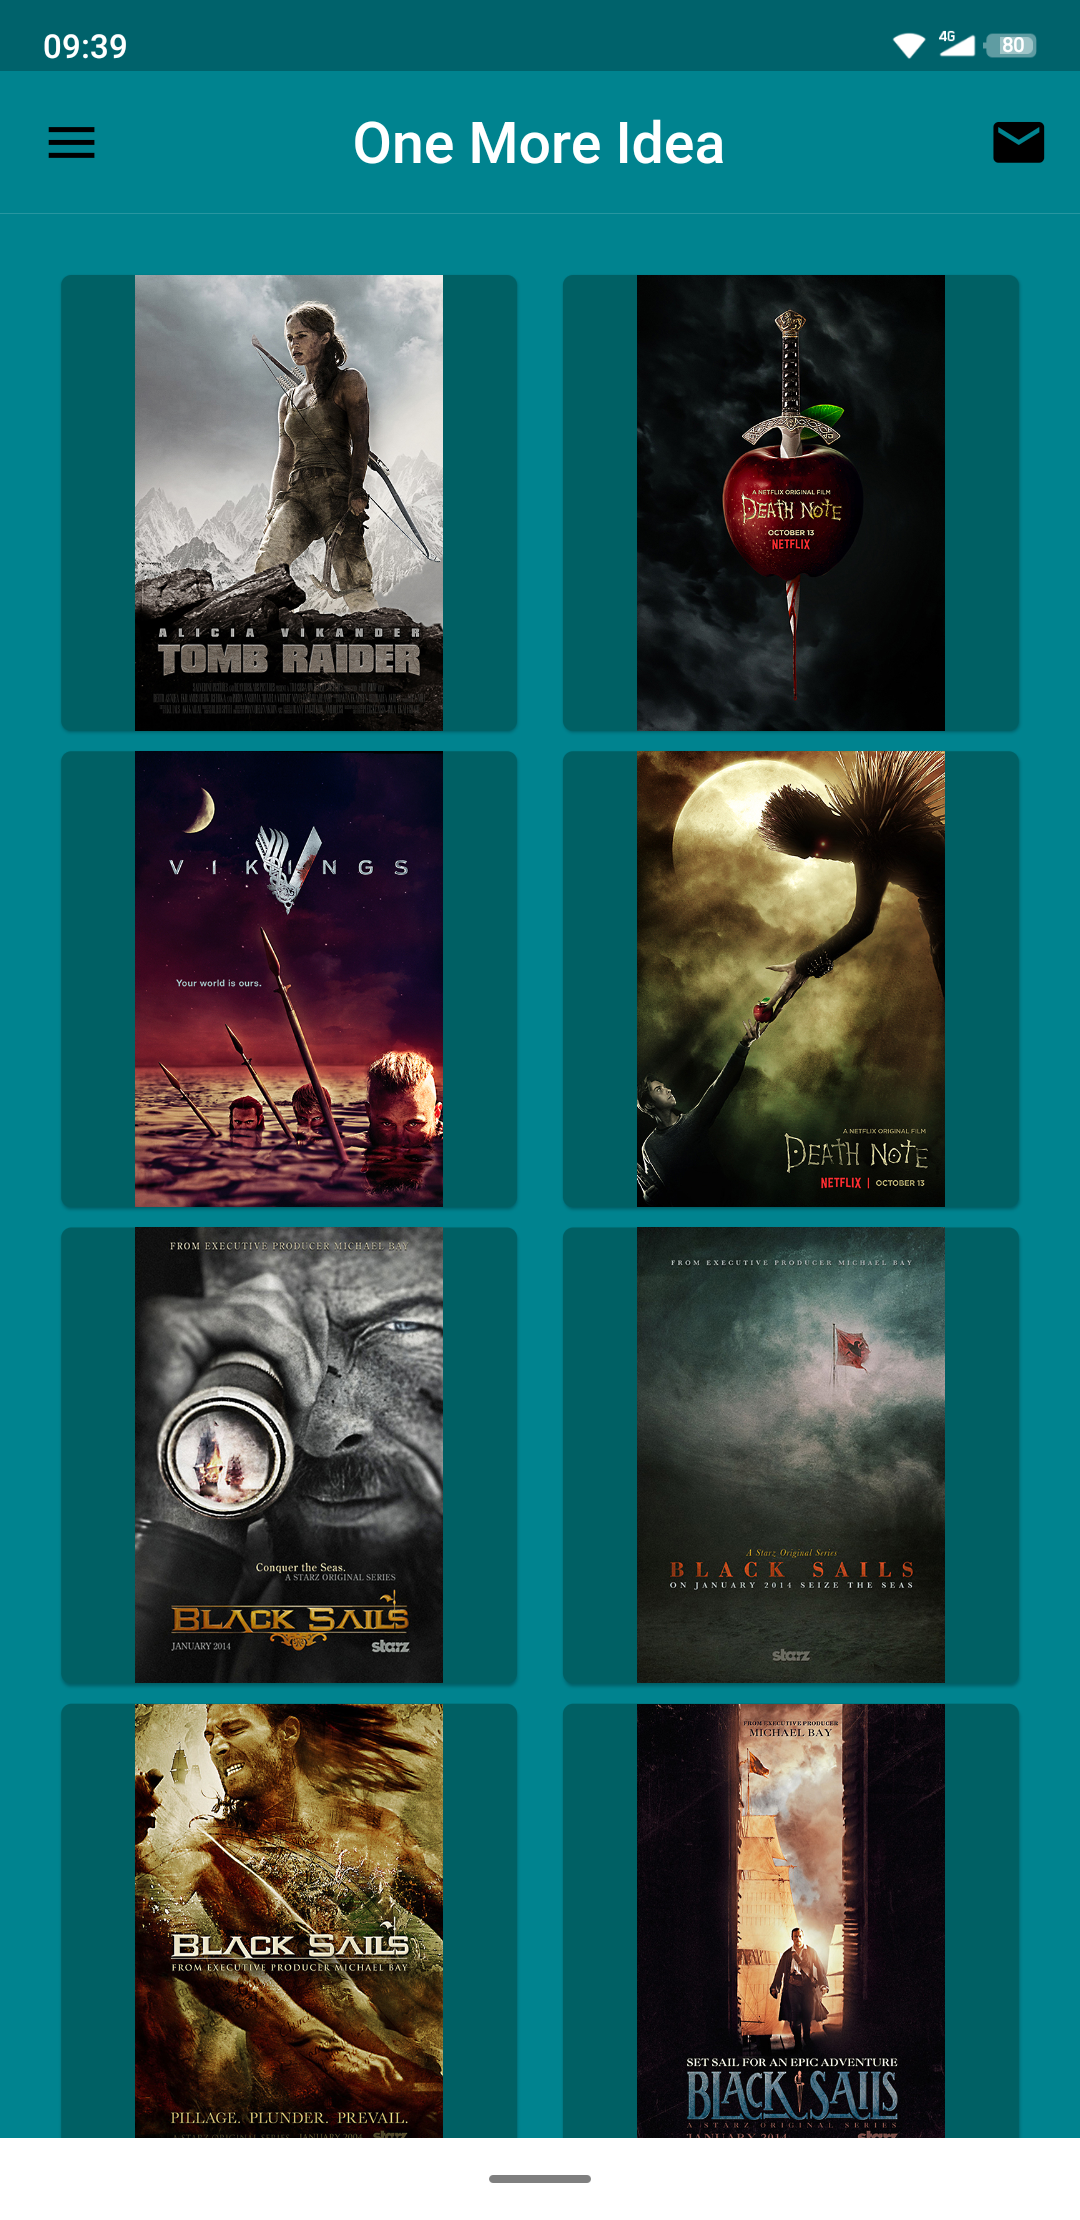 09:39
4G
80
One More Idea
ALICIA VIKANDER
TOMB RAIDER
A NETFLIX ORIGINAL FILM
DEATH NOTE
OCTOBER 13
NETFLIX
VIKINGS
Your world is ours.
A NETFLIX ORIGINAL FILM
DEATH NOTE
NETFLIX | OCTOBER 13
FROM EXECUTIVE PRODUCER MICHAEL BAY
Conquer the Seas.
A STARZ ORIGINAL SERIES
BLACK SAILS
JANUARY 2014
starz
FROM EXECUTIVE PRODUCER MICHAEL BAY
A Starz Original Series
BLACK SAILS
ON JANUARY 2014 SEIZE THE SEAS
starz
BLACK SAILS
FROM EXECUTIVE PRODUCER MICHAEL BAY
PILLAGE. PLUNDER. PREVAIL.
FROM EXECUTIVE PRODUCER
MICHAEL BAY
SET SAIL FOR AN EPIC ADVENTURE
BLACK SAILS
A STARZ ORIGINAL SERIES
JANUARY 2014
starz